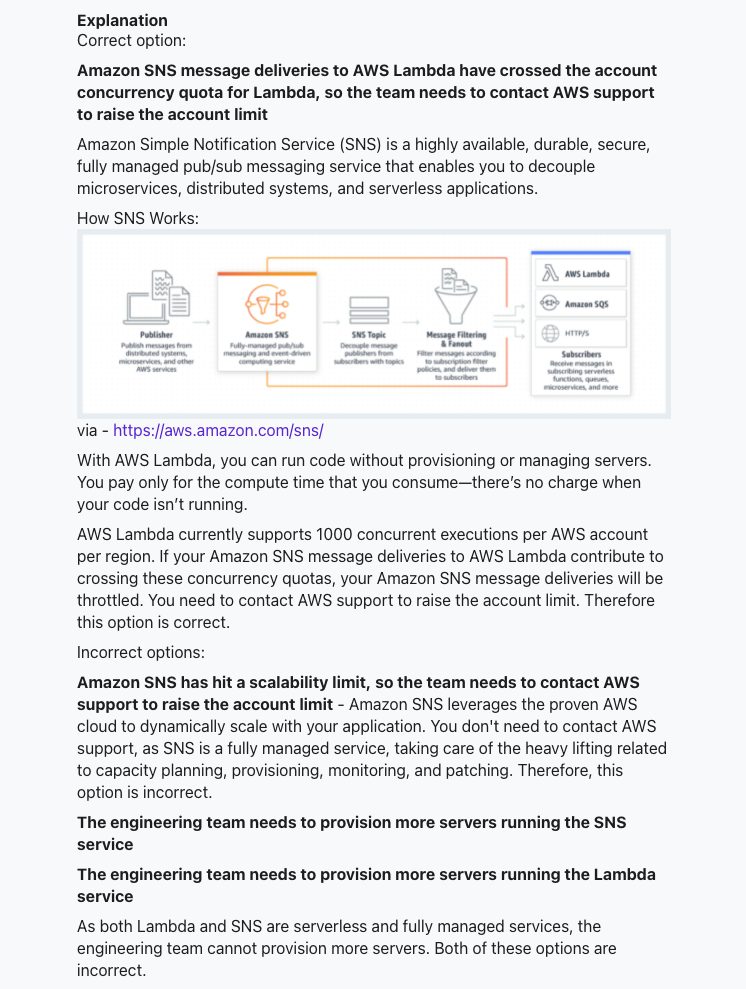 Explanation
Correct option:
Amazon SNS message deliveries to AWS Lambda have crossed the account
concurrency quota for Lambda, so the team needs to contact AWS support
to raise the account limit
Amazon Simple Notification Service (SNS) is a highly available, durable, secure,
fully managed pub/sub messaging service that enables you to decouple
microservices, distributed systems, and serverless applications.
How SNS Works:
Publisher
Publish messages from
distributed systems,
microservices, and other
AWS services
Amazon SNS
Fully-managed pub/sub
messaging and event-driven
computing service
SNS Topic
Decouple message
publishers from
subscribers with topics
Message Filtering
& Fanout
Filter messages according
to subscription filter
policies, and deliver them
to subscribers
AWS Lambda
Amazon SQS
HTTP/S
Subscribers
Receive messages in
subscribing serverless
functions, queues,
microservices, and more
via - https://aws.amazon.com/sns/
With AWS Lambda, you can run code without provisioning or managing servers.
You pay only for the compute time that you consume—there’s no charge when
your code isn’t running.
AWS Lambda currently supports 1000 concurrent executions per AWS account
per region. If your Amazon SNS message deliveries to AWS Lambda contribute to
crossing these concurrency quotas, your Amazon SNS message deliveries will be
throttled. You need to contact AWS support to raise the account limit. Therefore
this option is correct.
Incorrect options:
Amazon SNS has hit a scalability limit, so the team needs to contact AWS
support to raise the account limit - Amazon SNS leverages the proven AWS
cloud to dynamically scale with your application. You don't need to contact AWS
support, as SNS is a fully managed service, taking care of the heavy lifting related
to capacity planning, provisioning, monitoring, and patching. Therefore, this
option is incorrect.
The engineering team needs to provision more servers running the SNS
service
The engineering team needs to provision more servers running the Lambda
service
As both Lambda and SNS are serverless and fully managed services, the
engineering team cannot provision more servers. Both of these options are
incorrect.